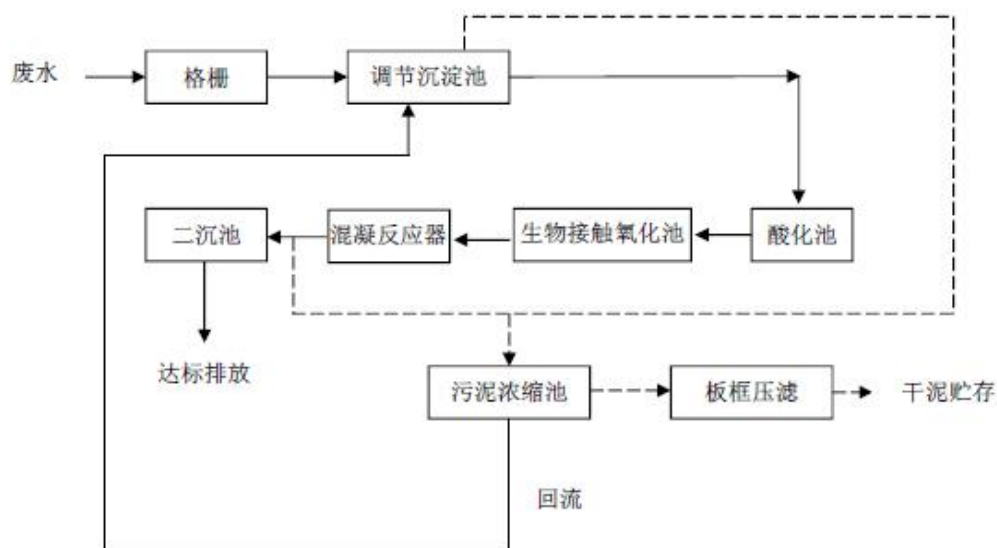 废水
格栅
调节沉淀池
二沉池
混凝反应器
生物接触氧化池
酸化池
达标排放
污泥浓缩池
板框压滤
干泥贮存
回流